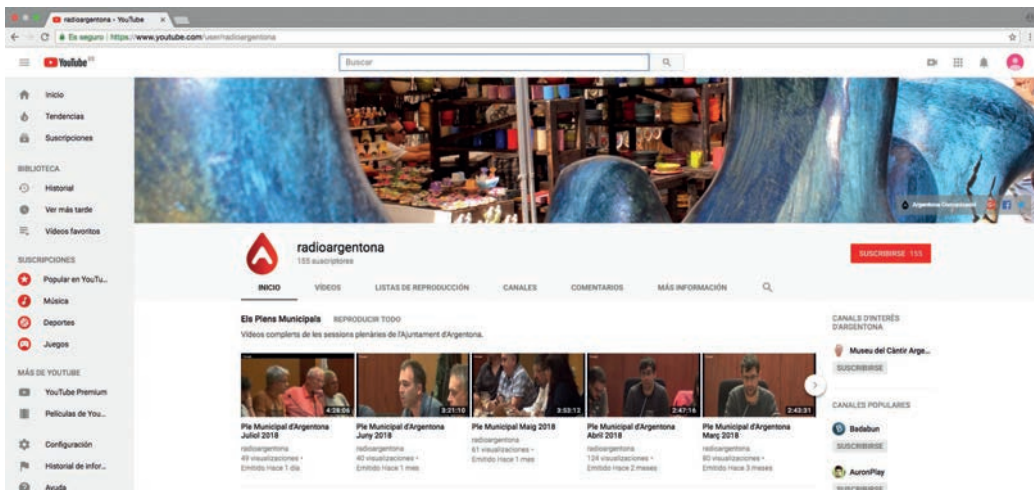 radioargentona - YouTube
Es seguro | https://www.youtube.com/user/radioargentona
YouTube ES
Buscar
Inicio
Tendencias
Suscripciones
BIBLIOTECA
Historial
Ver más tarde
Vídeos favoritos
SUSCRIPCIONES
Popular en YouTu...
Música
Deportes
Juegos
MÁS DE YOUTUBE
YouTube Premium
Películas de You...
Configuración
Historial de infor...
Ayuda
Argentona Comunicació
radioargentona
155 suscriptores
SUSCRIBIRSE 155
INICIO VÍDEOS LISTAS DE REPRODUCCIÓN CANALES COMENTARIOS MÁS INFORMACIÓN
Els Plens Municipals REPRODUCIR TODO
Vídeos complerts de les sessions plenàries de l'Ajuntament d'Argentona.
4:28:06
Ple Municipal d'Argentona
Juliol 2018
radioargentona
49 visualizaciones •
Emitido Hace 1 día
3:21:10
Ple Municipal d'Argentona
Juny 2018
radioargentona
40 visualizaciones •
Emitido Hace 1 mes
3:53:12
Ple Municipal Maig 2018
radioargentona
61 visualizaciones •
Emitido Hace 1 mes
2:47:16
Ple Municipal d'Argentona
Abril 2018
radioargentona
124 visualizaciones •
Emitido Hace 2 meses
2:43:31
Ple Municipal d'Argentona
Març 2018
radioargentona
80 visualizaciones •
Emitido Hace 3 meses
CANALS D'INTERÈS
D'ARGENTONA
Museu del Càntir Arge...
SUSCRIBIRSE
CANALES POPULARES
Badabun
SUSCRIBIRSE
AuronPlay
SUSCRIBIRSE